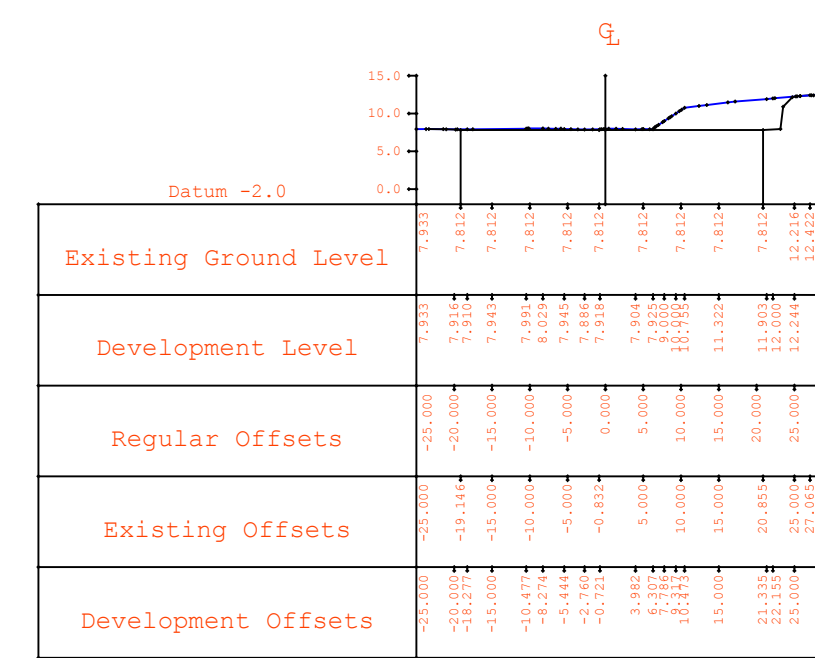 ℄
15.0
10.0
5.0
0.0
Datum -2.0
Existing Ground Level
7.933 7.812 7.812 7.812 7.812 7.812 7.812 7.812 7.812 7.812 12.216 12.422
Development Level
7.933 7.916 7.910 7.943 7.991 8.029 7.945 7.886 7.918 7.904 7.925 9.000 10.000 10.755 11.322 11.903 12.000 12.244
Regular Offsets
-25.000 -20.000 -15.000 -10.000 -5.000 0.000 5.000 10.000 15.000 20.000 25.000
Existing Offsets
-25.000 -19.146 -15.000 -10.000 -5.000 -0.832 5.000 10.000 15.000 20.855 25.000 27.065
Development Offsets
-25.000 -20.000 -18.277 -15.000 -10.477 -8.274 -5.444 -2.760 -0.721 3.982 6.307 7.786 10.473 15.000 21.335 22.155 25.000